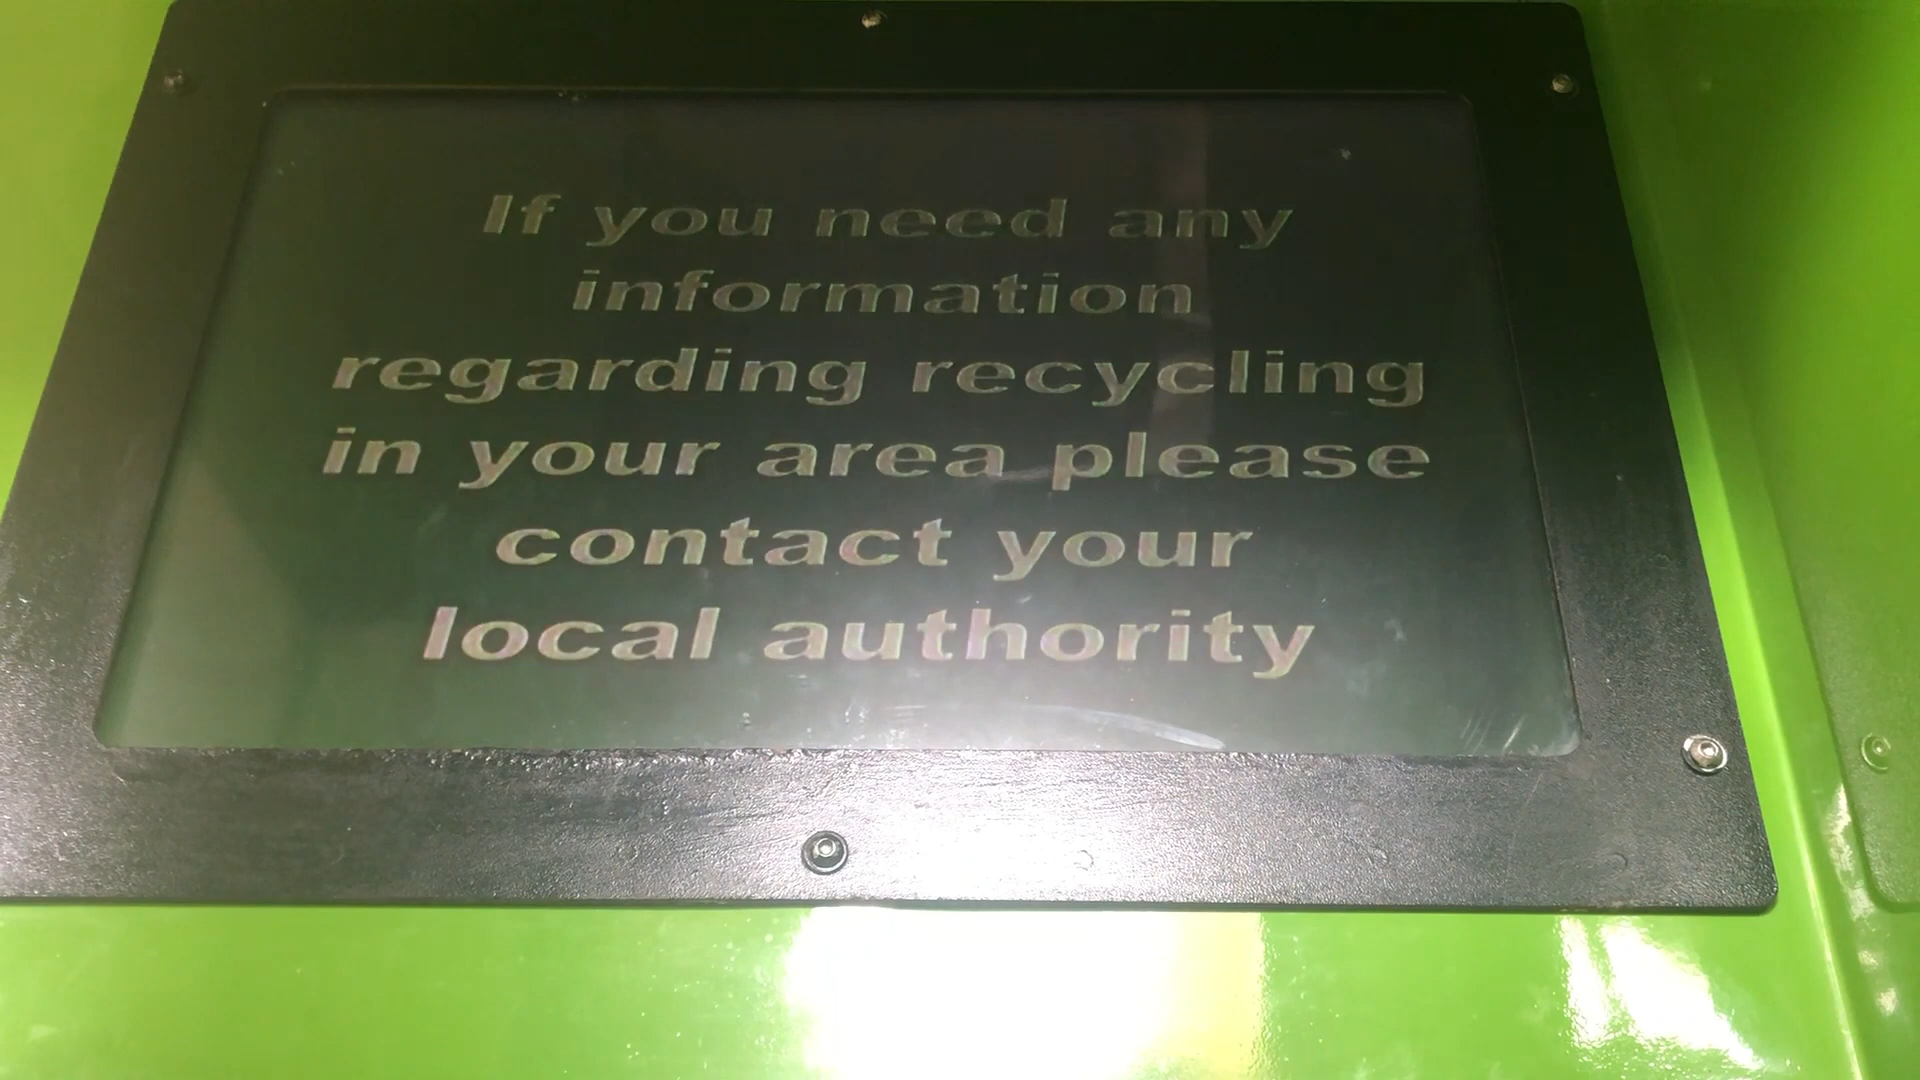 If you need any
information
regarding recycling
in your area please
contact your
local authority